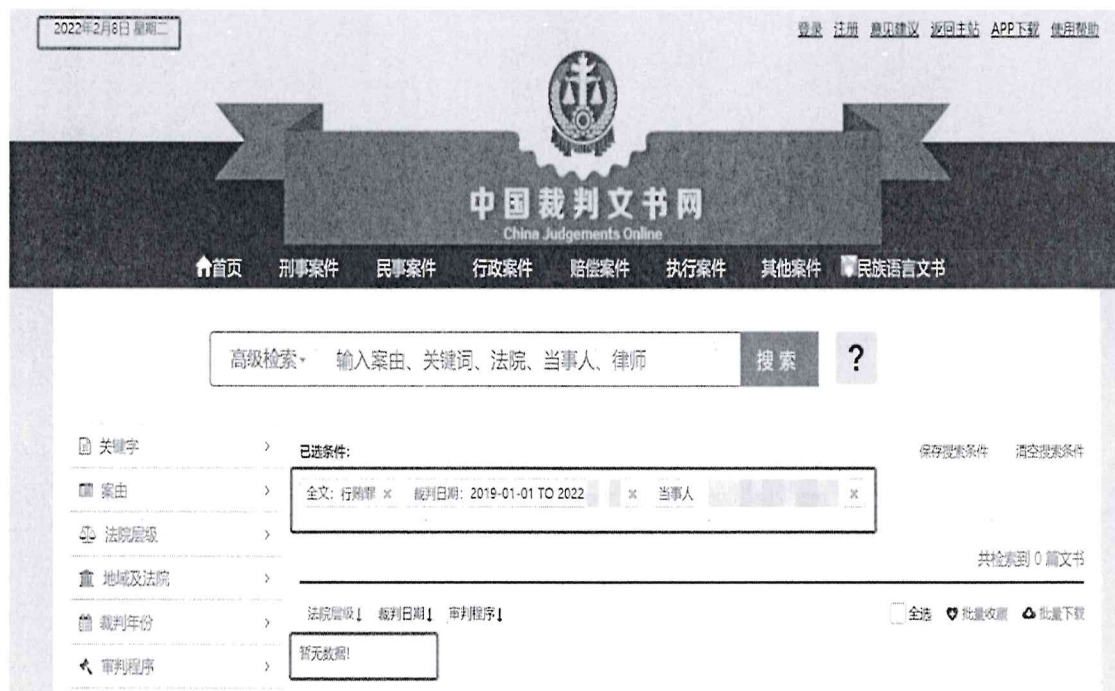 2022年2月8日 星期二
登录 注册 意见建议 返回主站 APP下载 使用帮助
中国裁判文书网
China Judgements Online
首页 刑事案件 民事案件 行政案件 赔偿案件 执行案件 其他案件 民族语言文书
高级检索 输入案由、关键词、法院、当事人、律师 搜索 ?
关键字
已选条件: 保存搜索条件 清空搜索条件
案由
全文: 行贿罪 × 裁判日期: 2019-01-01 TO 2022 × 当事人 ×
法院层级
共检索到 0 篇文书
地域及法院
法院层级 裁判日期 审判程序 全选 批量收藏 批量下载
裁判年份
暂无数据!
审判程序